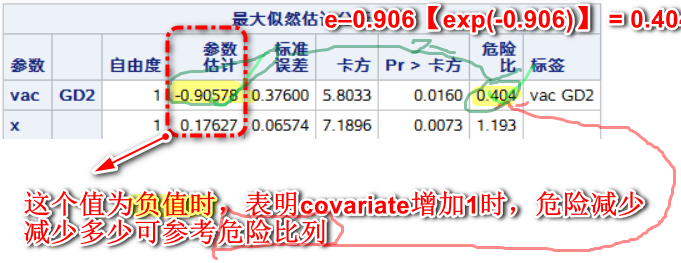 最大似然估计
e–0.906【exp(-0.906)】 = 0.40
参数 自由度 参数估计 标准误差 卡方 Pr > 卡方 危险比 标签
vac GD2 1 -0.90578 0.37600 5.8033 0.0160 0.404 vac GD2
x 1 0.17627 0.06574 7.1896 0.0073 1.193
这个值为负值时，表明covariate增加1时，危险减少
减少多少可参考危险比列